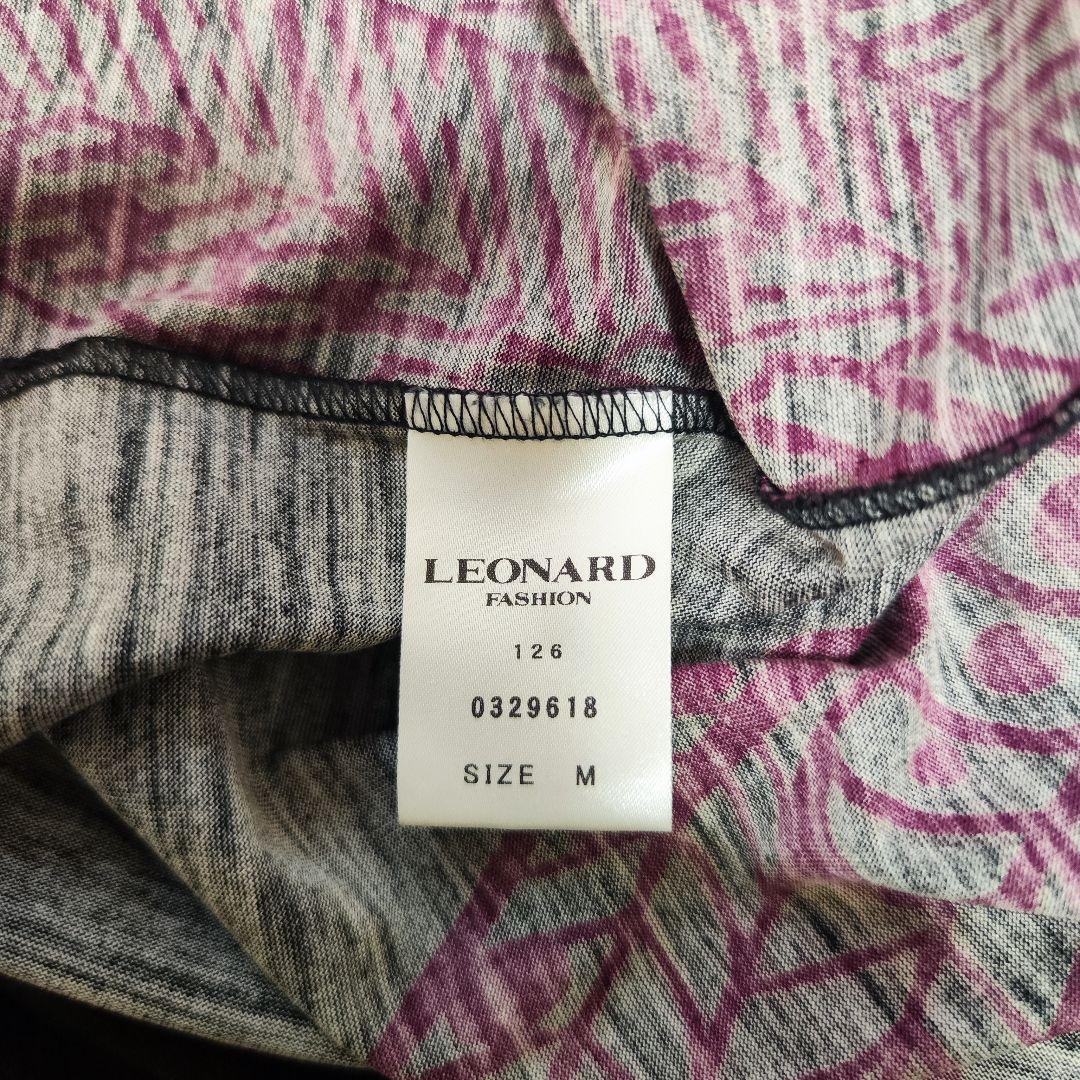 LEONARD
FASHION
126
0329618
SIZE M